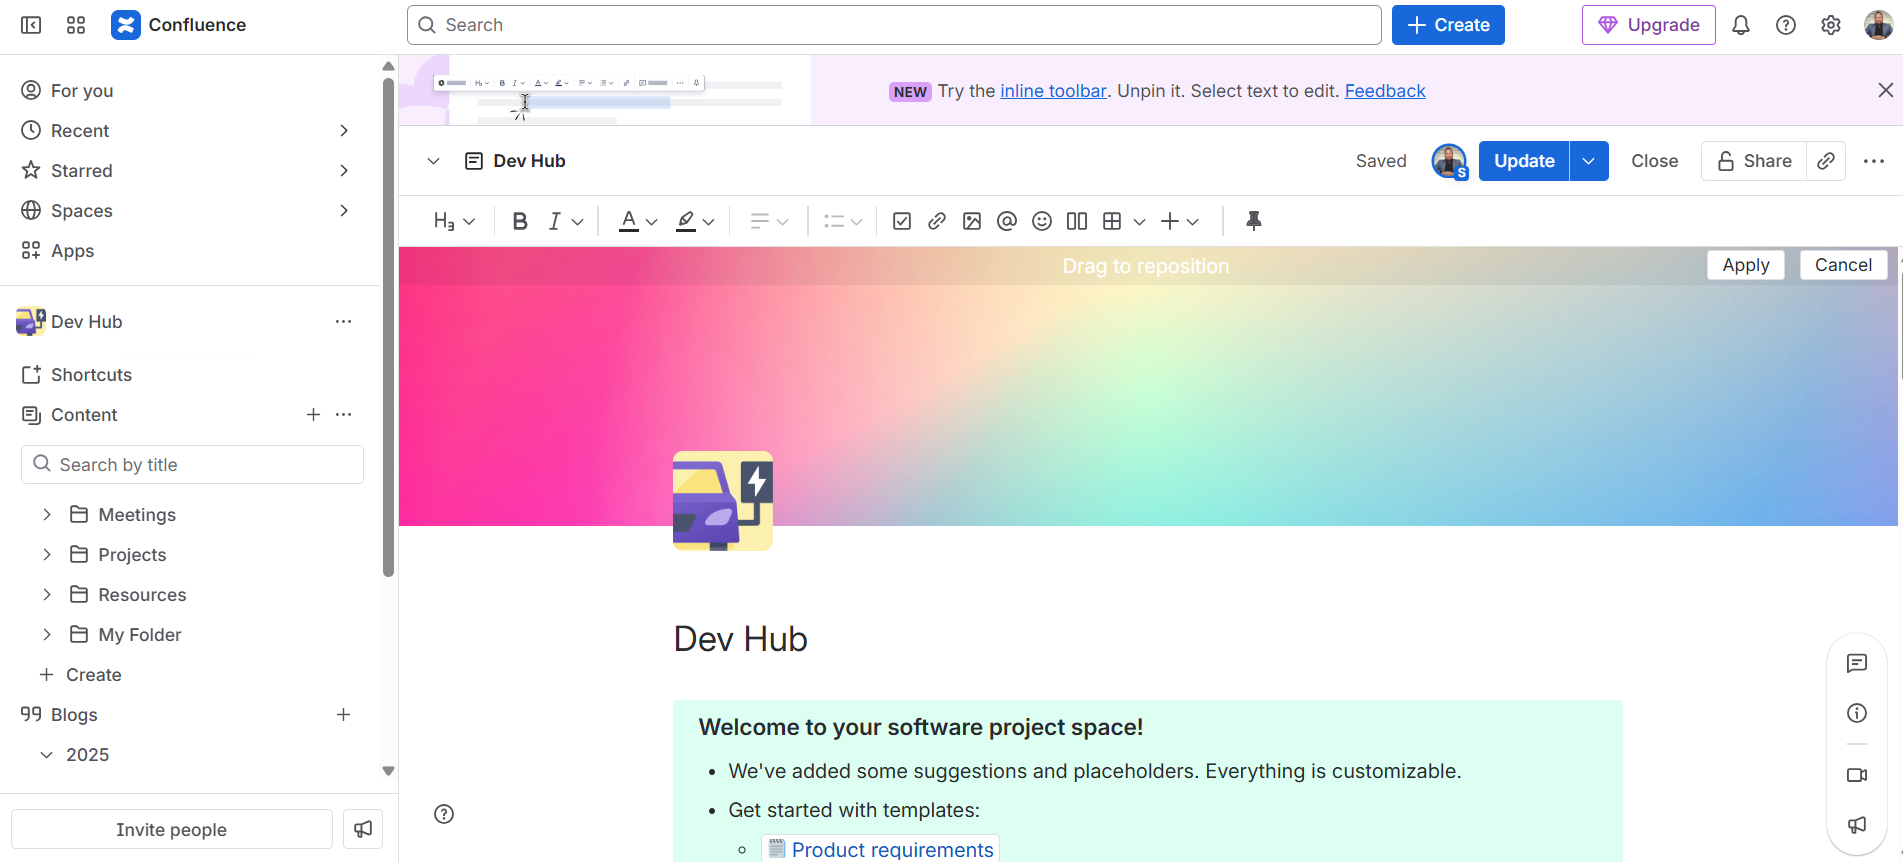 Confluence
Search
Create
Upgrade
For you
Recent
Starred
Spaces
Apps
Dev Hub
Shortcuts
Content
Search by title
Meetings
Projects
Resources
My Folder
Create
Blogs
2025
Invite people
NEW Try the inline toolbar. Unpin it. Select text to edit. Feedback
Dev Hub
Saved
S
Update
Close
Share
H3 B I A
Drag to reposition
Apply
Cancel
Dev Hub
Welcome to your software project space!
• We've added some suggestions and placeholders. Everything is customizable.
• Get started with templates:
Product requirements